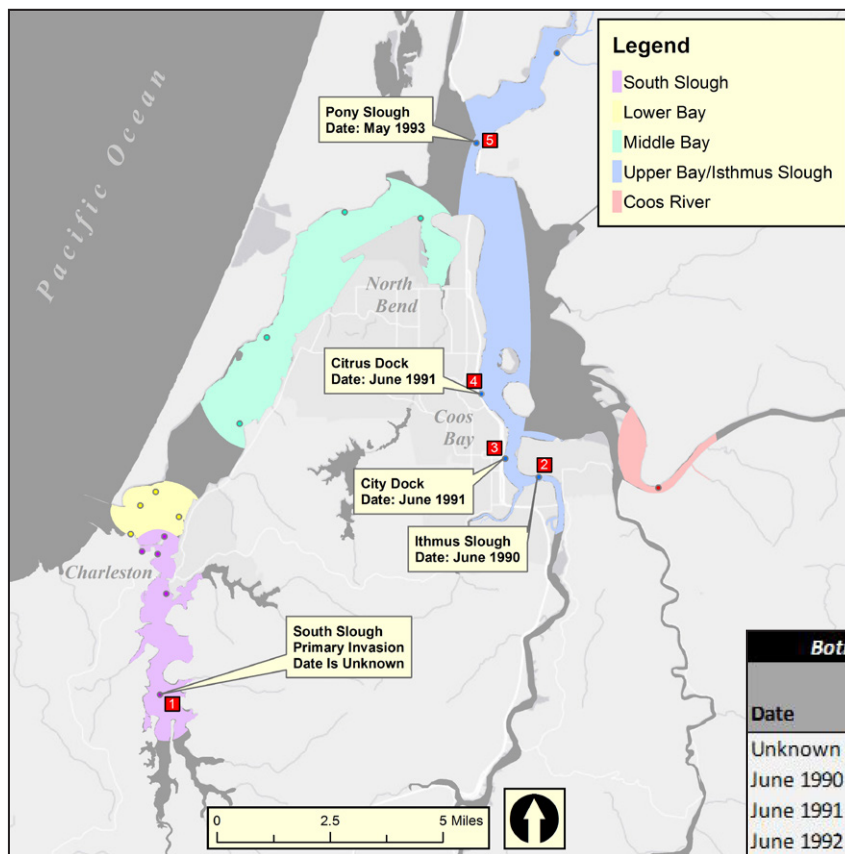 Pacific Ocean
Legend
South Slough
Lower Bay
Middle Bay
Upper Bay/Isthmus Slough
Coos River
Pony Slough
Date: May 1993
5
North
Bend
Citrus Dock
Date: June 1991
4
Coos
Bay
3
2
City Dock
Date: June 1991
Ithmus Slough
Date: June 1990
Charleston
South Slough
Primary Invasion
Date Is Unknown
1
0 2.5 5 Miles
Date
Unknown
June 1990
June 1991
June 1992